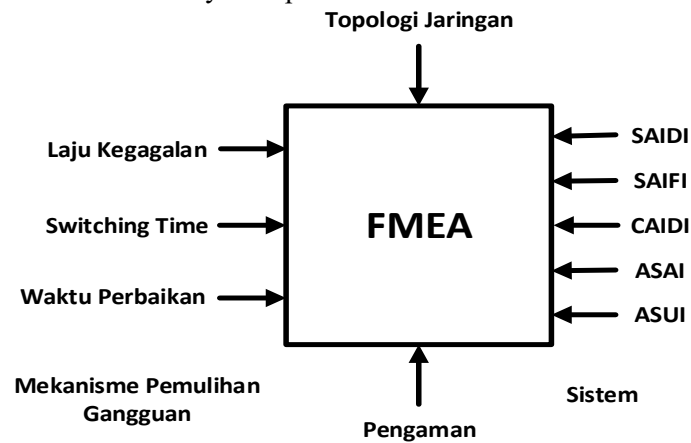 Topologi Jaringan
Laju Kegagalan
Switching Time
Waktu Perbaikan
FMEA
SAIDI
SAIFI
CAIDI
ASAI
ASUI
Mekanisme Pemulihan
Gangguan
Pengaman
Sistem